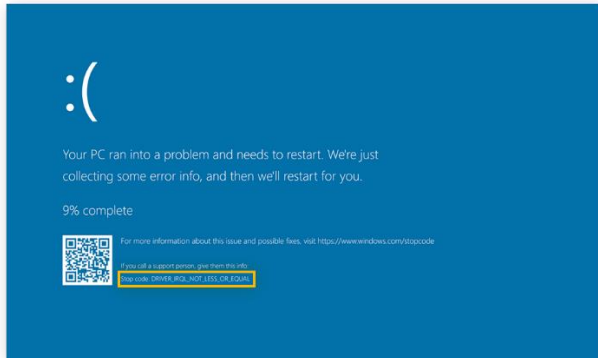 :(
Your PC ran into a problem and needs to restart. We're just
collecting some error info, and then we'll restart for you.
9% complete
For more information about this issue and possible fixes, visit https://www.windows.com/stopcode
If you call a support person, give them this info:
Stop code: DRIVER_IRQL_NOT_LESS_OR_EQUAL